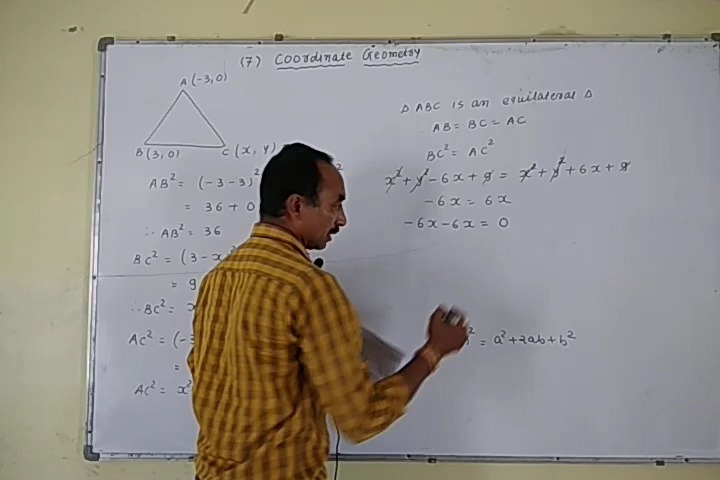 (7) Coordinate Geometry
A (-3,0)
B(3,0)
C (x, y)
AB² = (-3-3)²
= 36 + 0
∴ AB² = 36
BC² = (3-x)²
= 9
∴ BC² = x
AC² = (-3
=
AC² = x²
Δ ABC is an equilateral Δ
∴ AB = BC = AC
BC² = AC²
x² + y² - 6x + 9 = x² + y² + 6x + 9
-6x = 6x
-6x - 6x = 0
² = a² + 2ab + b²